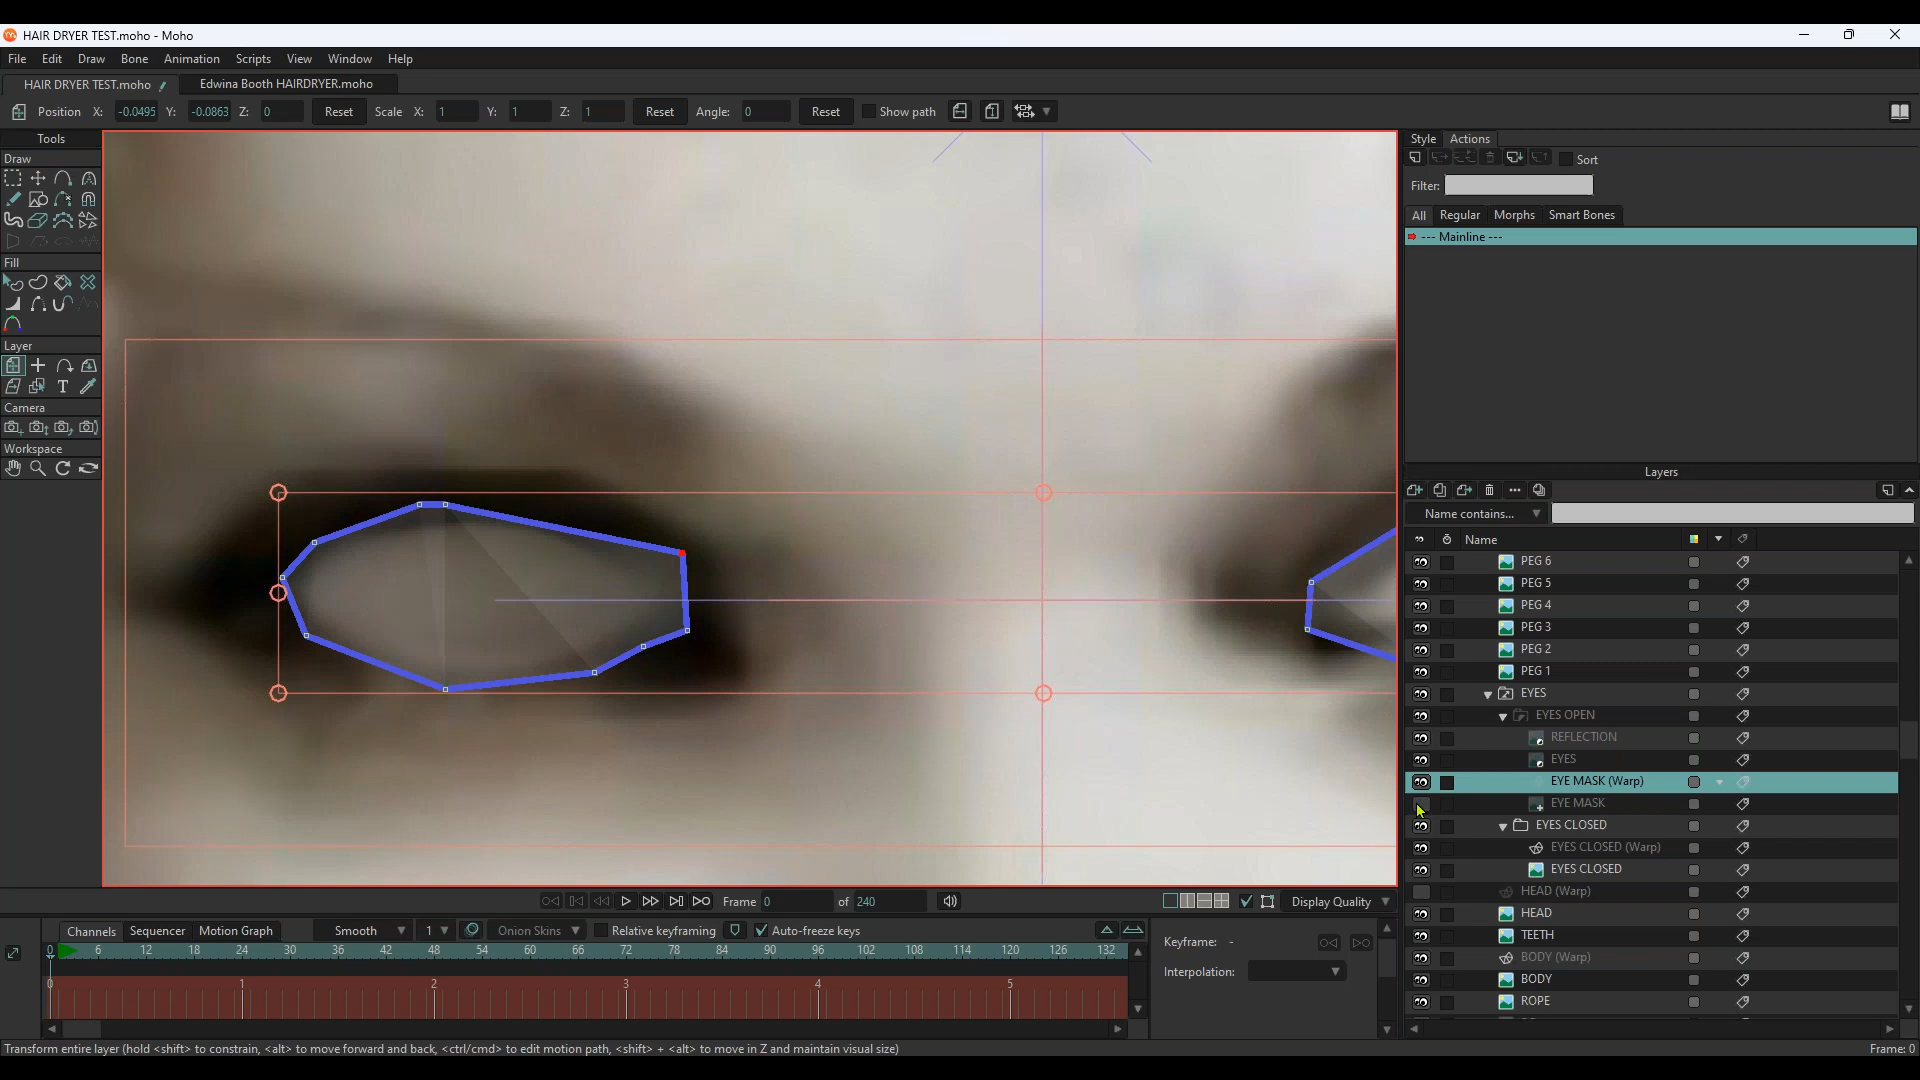 HAIR DRYER TEST.moho - Moho
File Edit Draw Bone Animation Scripts View Window Help
HAIR DRYER TEST.moho Edwina Booth HAIRDRYER.moho
Position X: -0.0495 Y: -0.0863 Z: 0 Reset Scale X: 1 Y: 1 Z: 1 Reset Angle: 0 Reset Show path
Tools
Draw
Fill
Layer
T
Camera
Workspace
Style Actions
Sort
Filter:
All Regular Morphs Smart Bones
--- Mainline ---
Layers
Name contains...
Name
PEG 6
PEG 5
PEG 4
PEG 3
PEG 2
PEG 1
EYES
EYES OPEN
REFLECTION
EYES
EYE MASK (Warp)
EYE MASK
EYES CLOSED
EYES CLOSED (Warp)
EYES CLOSED
HEAD (Warp)
HEAD
TEETH
BODY (Warp)
BODY
ROPE
Frame 0 of 240 Display Quality
Channels Sequencer Motion Graph Smooth 1 Onion Skins Relative keyframing Auto-freeze keys
0 6 12 18 24 30 36 42 48 54 60 66 72 78 84 90 96 102 108 114 120 126 132
0 1 2 3 4 5
Keyframe: -
Interpolation:
Transform entire layer (hold <shift> to constrain, <alt> to move forward and back, <ctrl/cmd> to edit motion path, <shift> + <alt> to move in Z and maintain visual size) Frame: 0